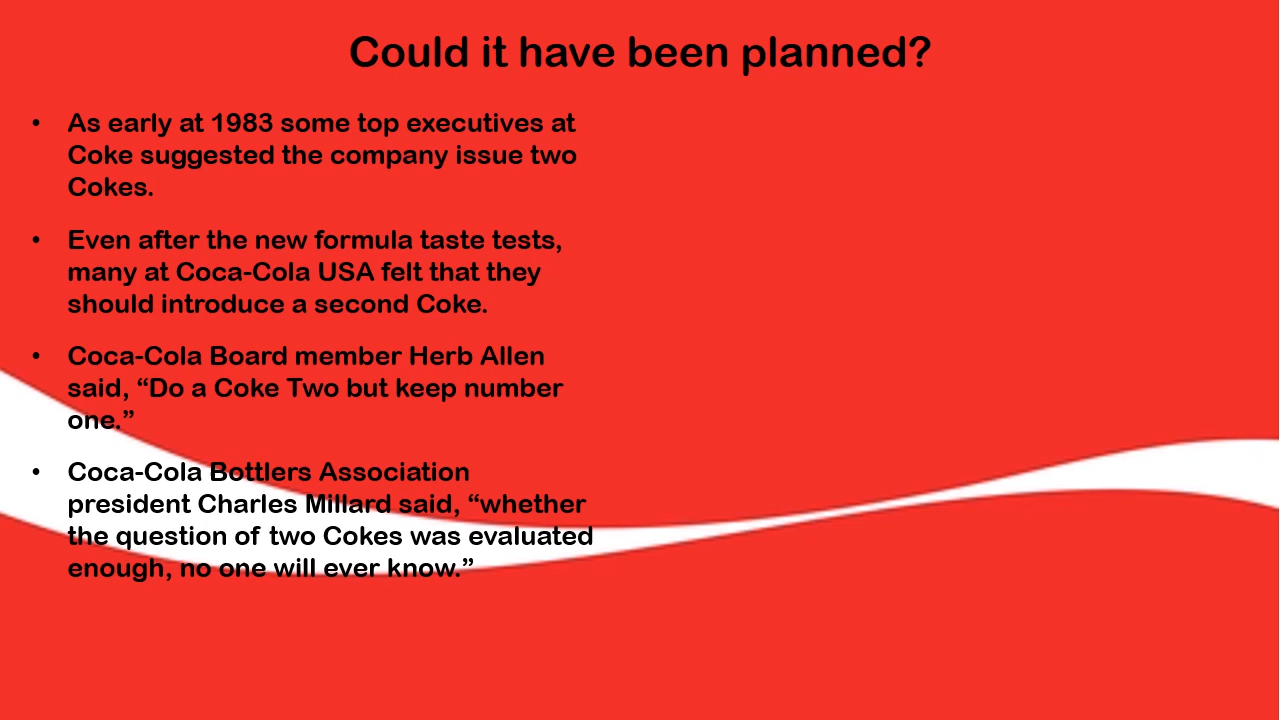 Could it have been planned?
• As early at 1983 some top executives at
Coke suggested the company issue two
Cokes.
• Even after the new formula taste tests,
many at Coca-Cola USA felt that they
should introduce a second Coke.
• Coca-Cola Board member Herb Allen
said, “Do a Coke Two but keep number
one.”
• Coca-Cola Bottlers Association
president Charles Millard said, “whether
the question of two Cokes was evaluated
enough, no one will ever know.”